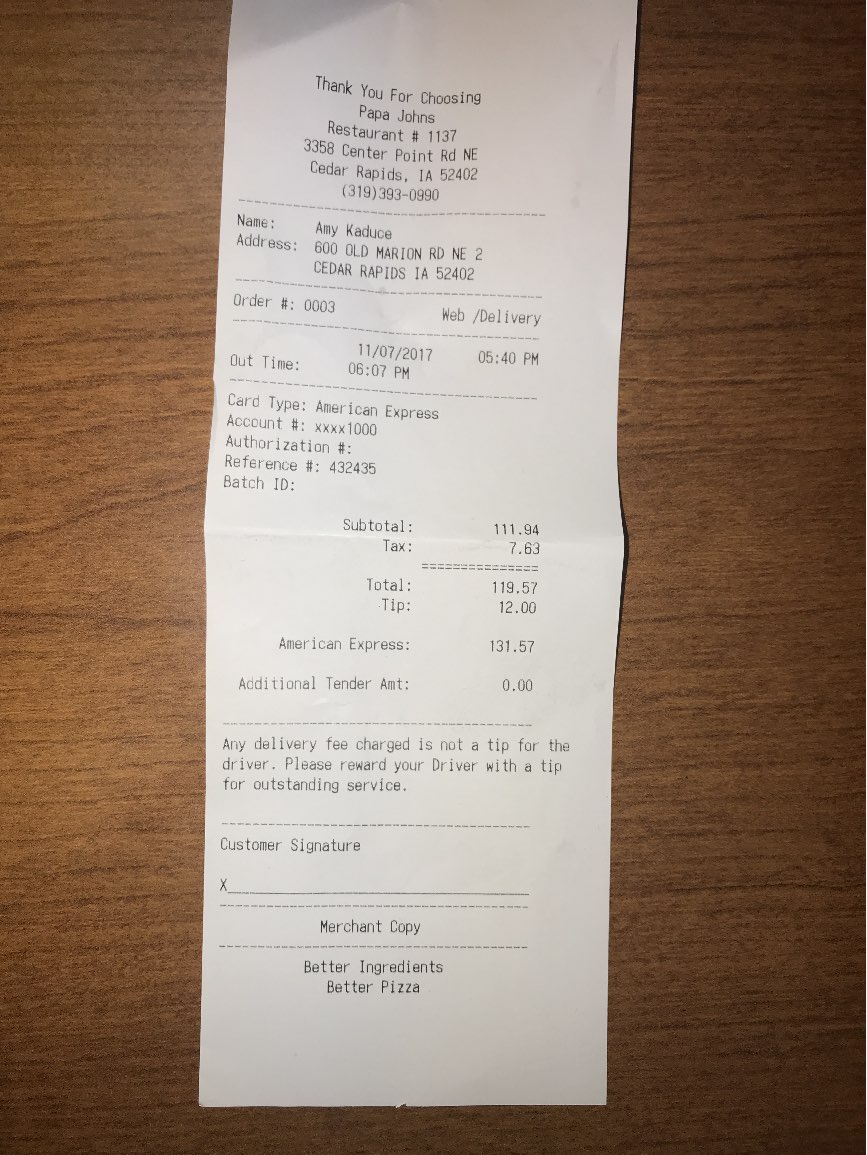 Thank You For Choosing
Papa Johns
Restaurant # 1137
3358 Center Point Rd NE
Cedar Rapids, IA 52402
(319)393-0990
Name: Amy Kaduce
Address: 600 OLD MARION RD NE 2
CEDAR RAPIDS IA 52402
Order #: 0003 Web /Delivery
11/07/2017 05:40 PM
Out Time: 06:07 PM
Card Type: American Express
Account #: xxxx1000
Authorization #:
Reference #: 432435
Batch ID:
Subtotal: 111.94
Tax: 7.63
===============
Total: 119.57
Tip: 12.00
American Express: 131.57
Additional Tender Amt: 0.00
Any delivery fee charged is not a tip for the
driver. Please reward your Driver with a tip
for outstanding service.
Customer Signature
X
Merchant Copy
Better Ingredients
Better Pizza